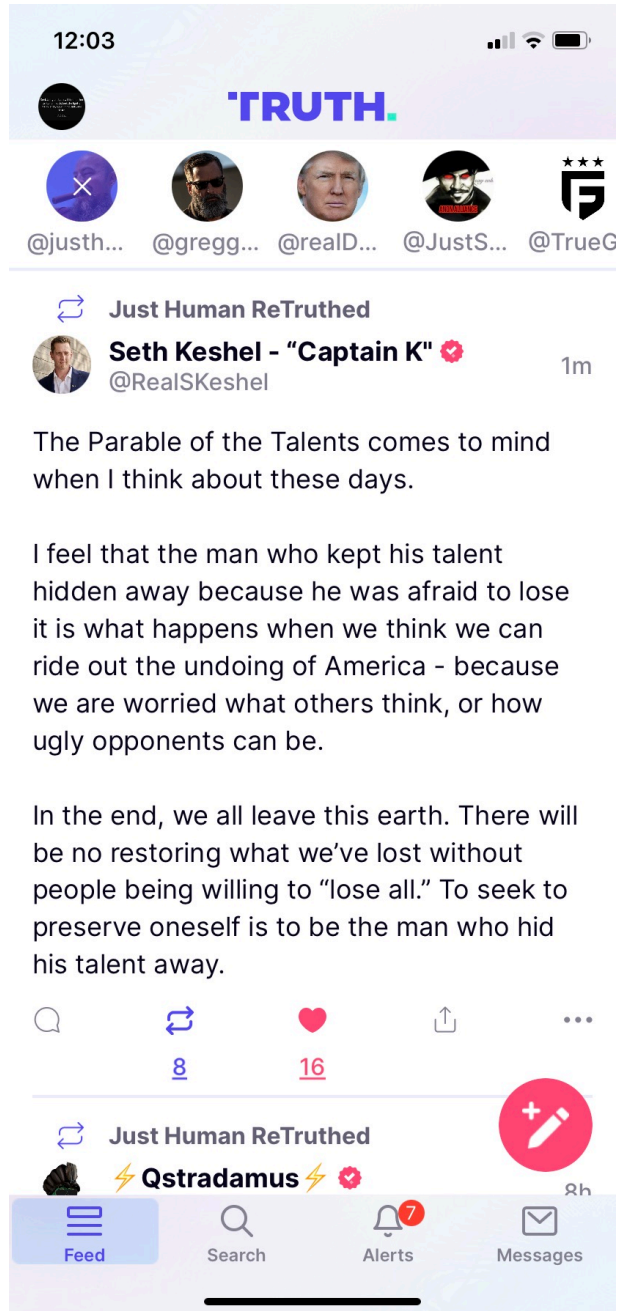 12:03
TRUTH.
@justh... @gregg... @realD... @JustS... @TrueG
Just Human ReTruthed
Seth Keshel - “Captain K"
@RealSKeshel
1m
The Parable of the Talents comes to mind
when I think about these days.
I feel that the man who kept his talent
hidden away because he was afraid to lose
it is what happens when we think we can
ride out the undoing of America - because
we are worried what others think, or how
ugly opponents can be.
In the end, we all leave this earth. There will
be no restoring what we’ve lost without
people being willing to “lose all.” To seek to
preserve oneself is to be the man who hid
his talent away.
8 16
Just Human ReTruthed
⚡Qstradamus⚡
8h
7
Feed Search Alerts Messages